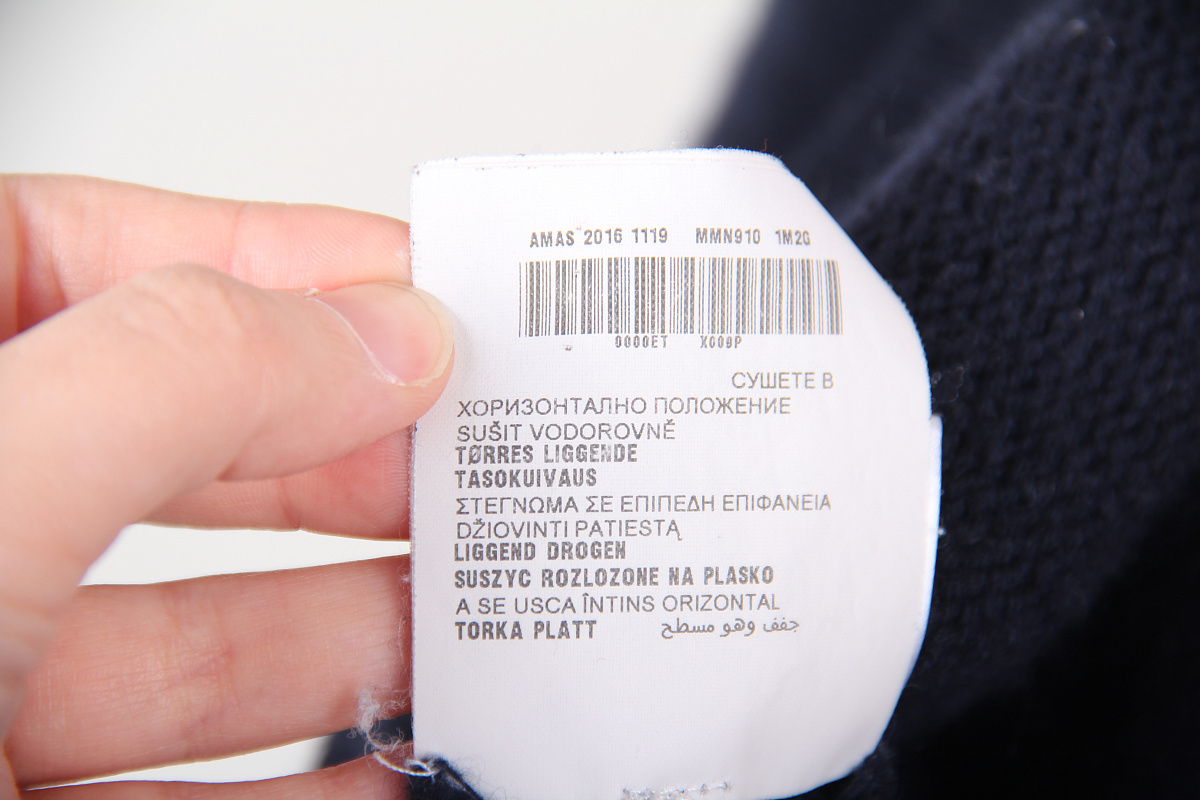 AMAS 2016 1119 MMN910 1M2G
0000ET XC09P
СУШЕТЕ В
ХОРИЗОНТАЛНО ПОЛОЖЕНИЕ
SUŠIT VODOROVNĚ
TØRRES LIGGENDE
TASOKUIVAUS
ΣΤΕΓΝΩΜΑ ΣΕ ΕΠΙΠΕΔΗ ΕΠΙΦΑΝΕΙΑ
DŽIOVINTI PATIESTĄ
LIGGEND DROGEN
SUSZYC ROZLOZONE NA PLASKO
A SE USCA ÎNTINS ORIZONTAL
TORKA PLATT جفف وهو مسطح